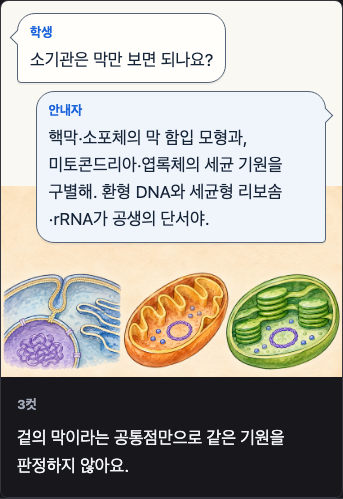 학생
소기관은 막만 보면 되나요?
안내자
핵막·소포체의 막 함입 모형과,
미토콘드리아·엽록체의 세균 기원을
구별해. 환형 DNA와 세균형 리보솜
·rRNA가 공생의 단서야.
3컷
겉의 막이라는 공통점만으로 같은 기원을
판정하지 않아요.